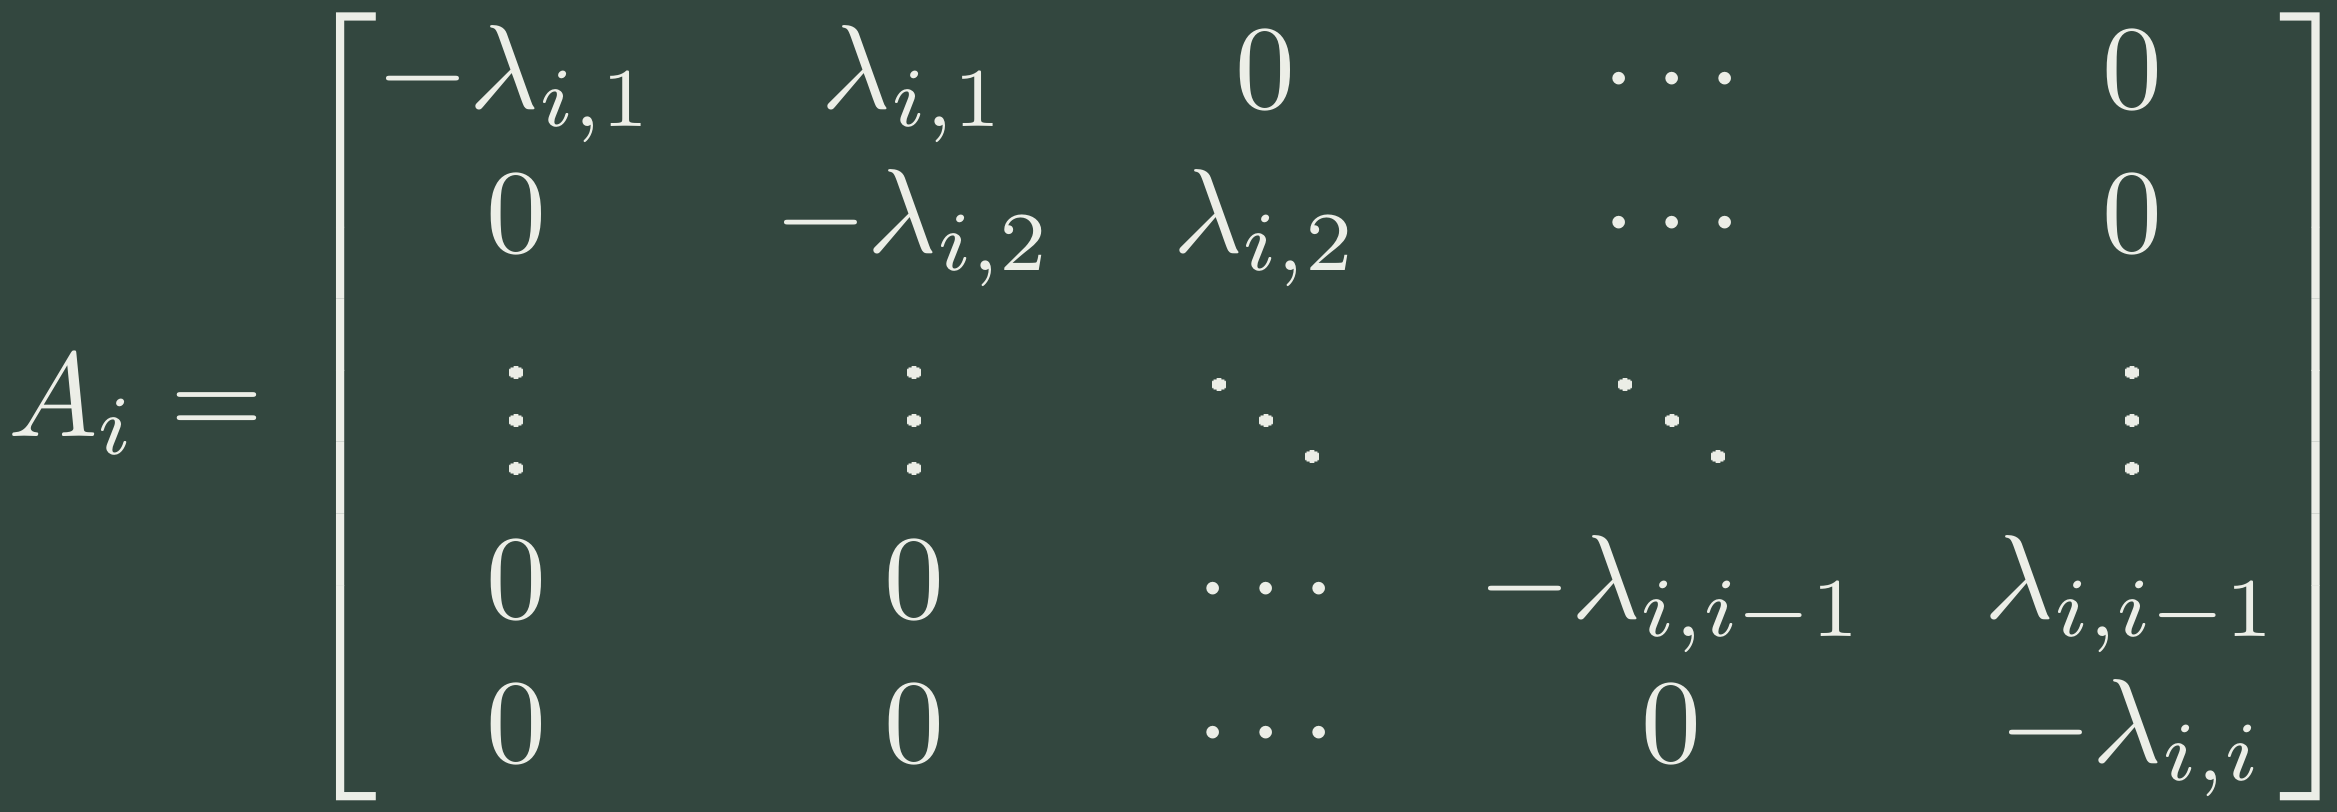 A_i = \begin{bmatrix}
-\lambda_{i,1} & \lambda_{i,1} & 0 & \cdots & 0 \\
0 & -\lambda_{i,2} & \lambda_{i,2} & \cdots & 0 \\
\vdots & \vdots & \ddots & \ddots & \vdots \\
0 & 0 & \cdots & -\lambda_{i,i-1} & \lambda_{i,i-1} \\
0 & 0 & \cdots & 0 & -\lambda_{i,i}
\end{bmatrix}